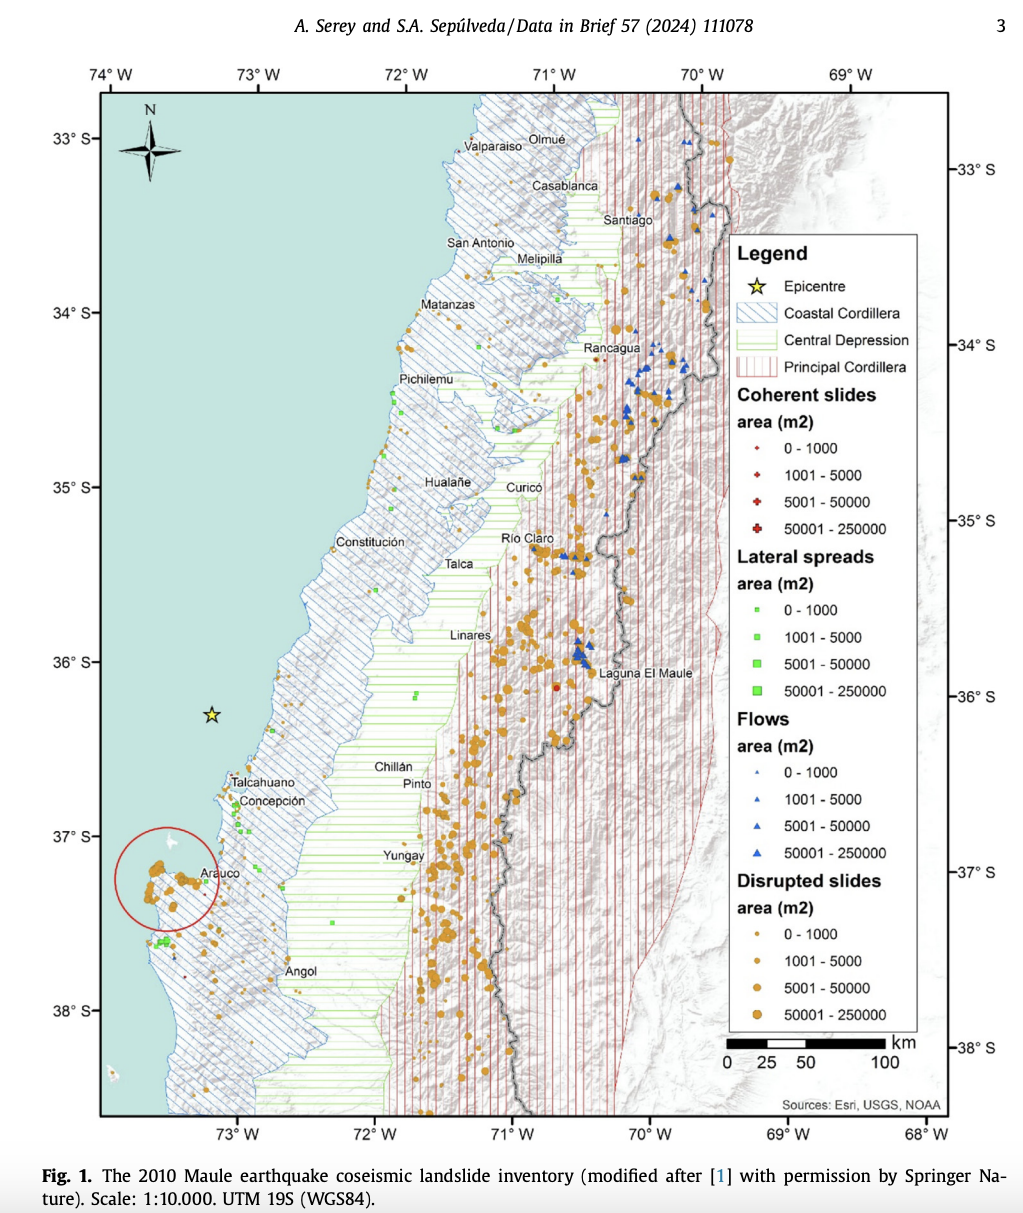 A. Serey and S.A. Sepúlveda / Data in Brief 57 (2024) 111078
3
74° W
73° W
72° W
71° W
70° W
69° W
N
33° S
33° S
Valparaiso
Olmué
Casablanca
Santiago
San Antonio
Melipilla
34° S
Matanzas
34° S
Rancagua
Pichilemu
35° S
Hualañe
Curicó
35° S
Constitución
Río Claro
Talca
36° S
Linares
Laguna El Maule
36° S
Chillán
Pinto
Talcahuano
Concepción
37° S
Yungay
Arauco
37° S
Angol
38° S
38° S
Legend
Epicentre
Coastal Cordillera
Central Depression
Principal Cordillera
Coherent slides
area (m2)
0 - 1000
1001 - 5000
5001 - 50000
50001 - 250000
Lateral spreads
area (m2)
0 - 1000
1001 - 5000
5001 - 50000
50001 - 250000
Flows
area (m2)
0 - 1000
1001 - 5000
5001 - 50000
50001 - 250000
Disrupted slides
area (m2)
0 - 1000
1001 - 5000
5001 - 50000
50001 - 250000
km
0 25 50 100
Sources: Esri, USGS, NOAA
73° W
72° W
71° W
70° W
69° W
68° W
Fig. 1. The 2010 Maule earthquake coseismic landslide inventory (modified after [1] with permission by Springer Na-
ture). Scale: 1:10.000. UTM 19S (WGS84).